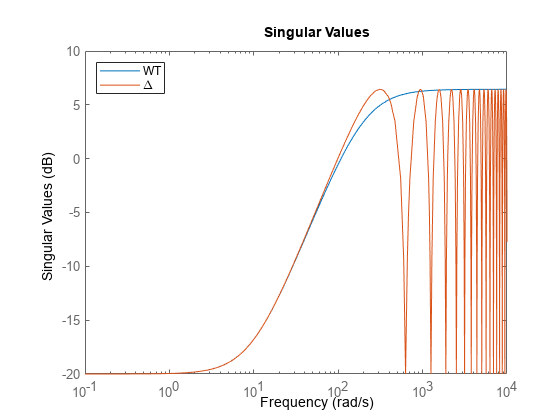 Singular Values
WT
Δ
Singular Values (dB)
10
5
0
-5
-10
-15
-20
10^-1
10^0
10^1
10^2
10^3
10^4
Frequency (rad/s)